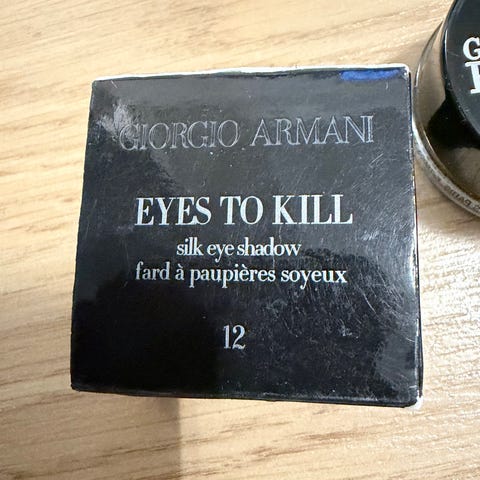 GIORGIO ARMANI
EYES TO KILL
silk eye shadow
fard à paupières soyeux
12